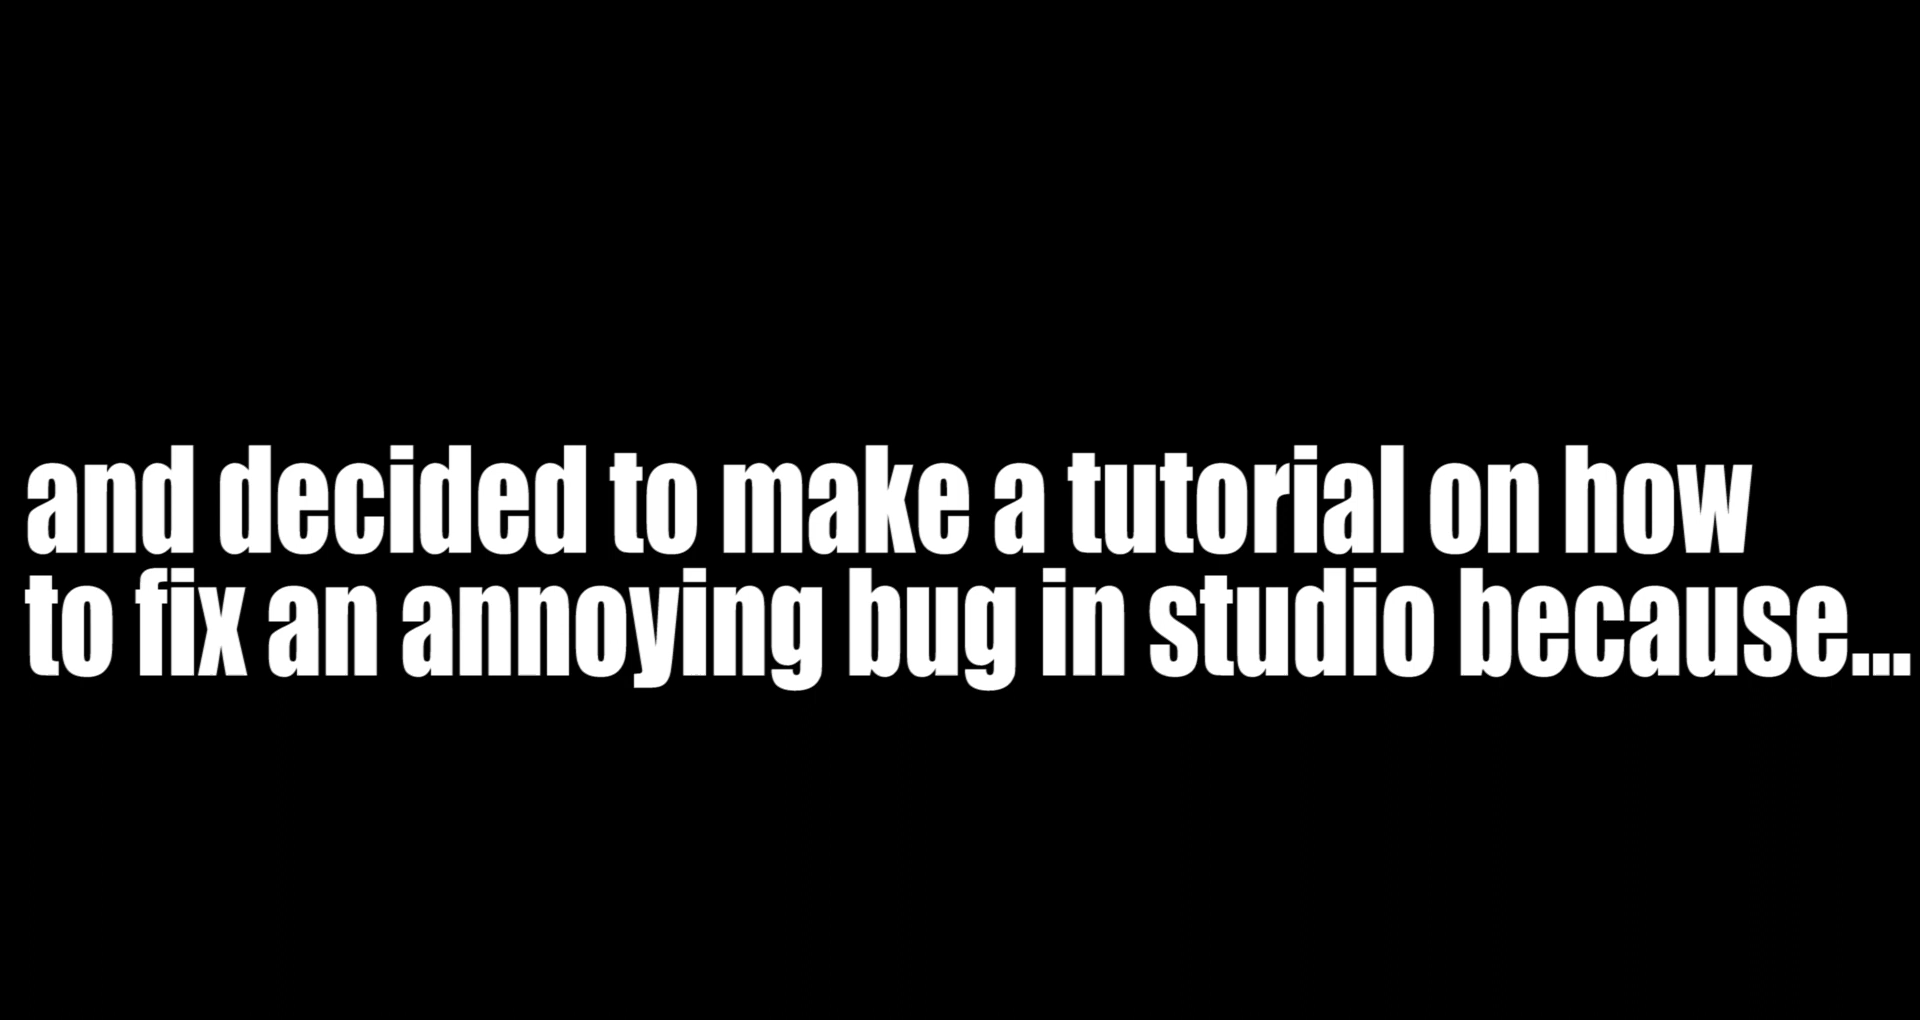 and decided to make a tutorial on how
to fix an annoying bug in studio because...